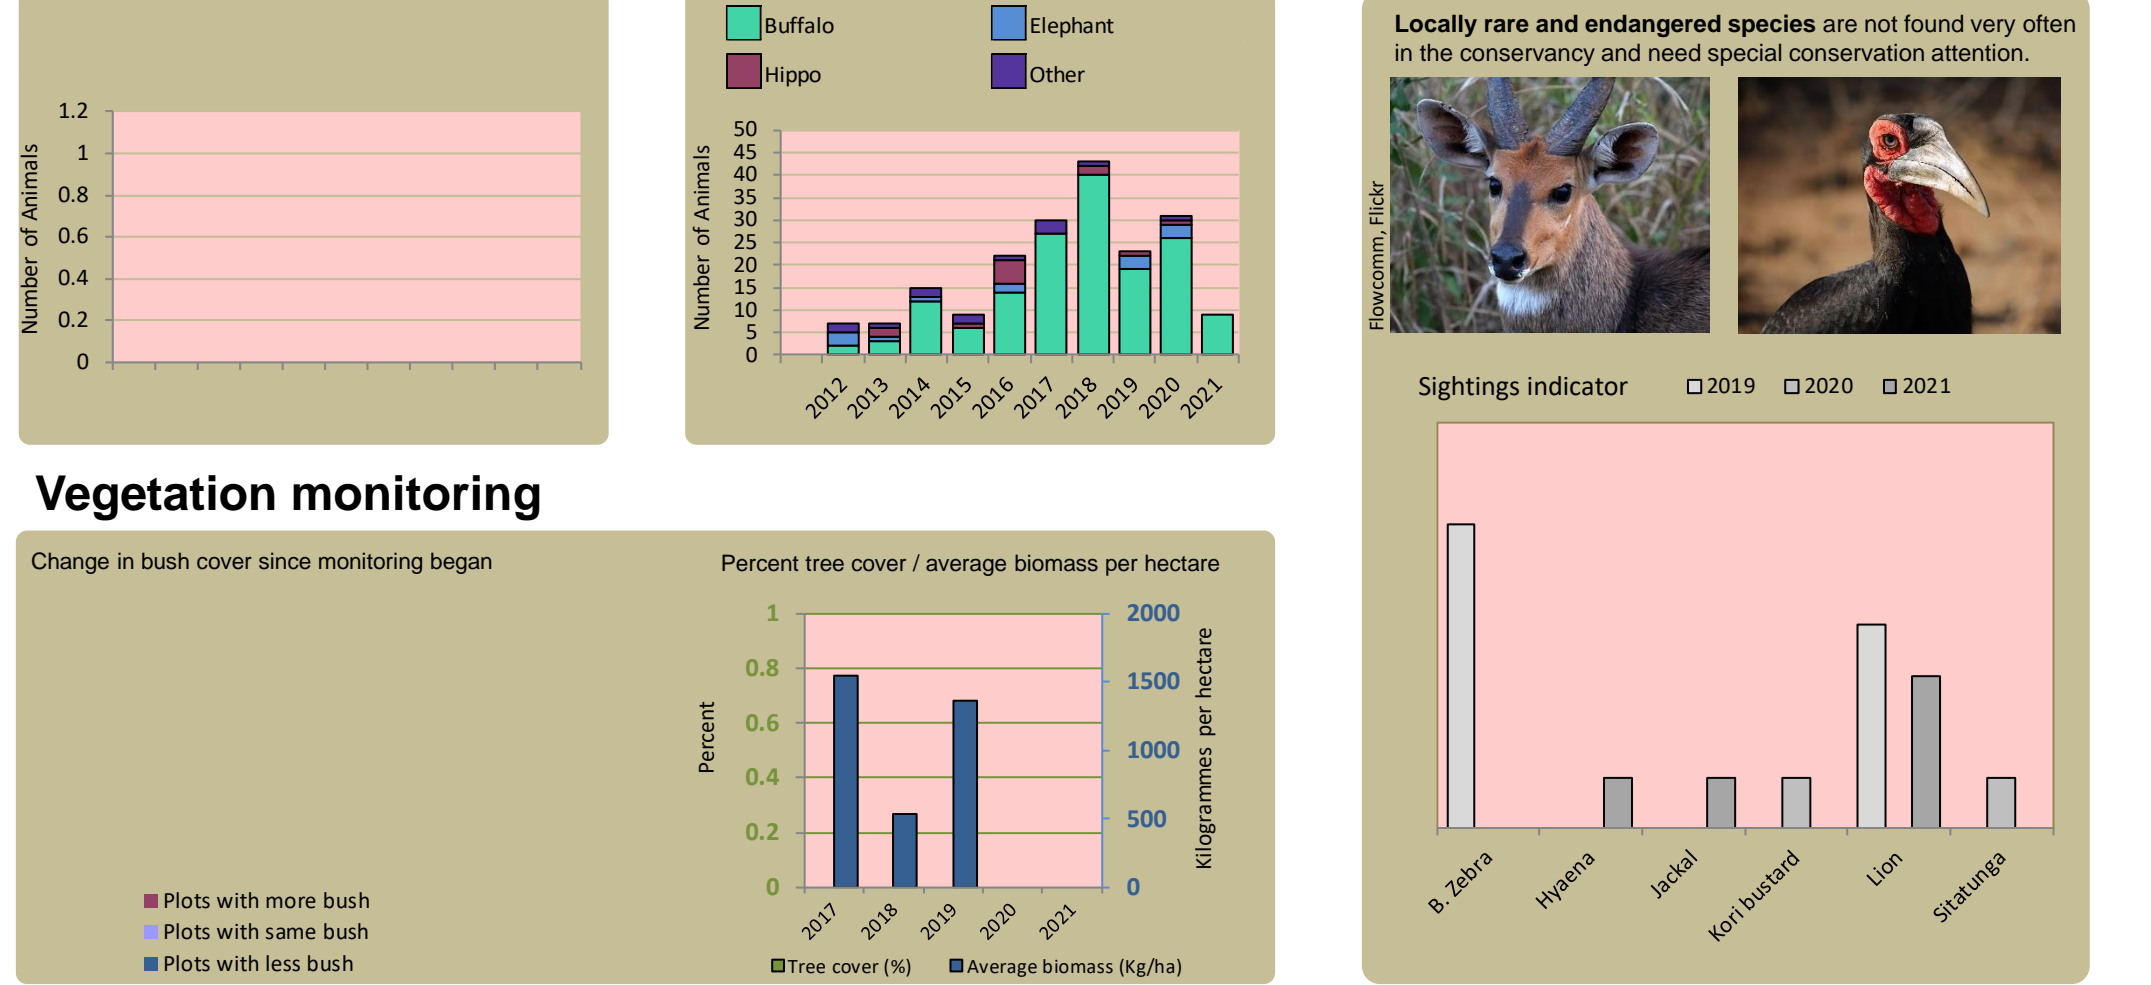 1.2
1
0.8
0.6
0.4
0.2
0
Number of Animals
Buffalo
Elephant
Hippo
Other
50
45
40
35
30
25
20
15
10
5
0
Number of Animals
2012
2013
2014
2015
2016
2017
2018
2019
2020
2021
Locally rare and endangered species are not found very often
in the conservancy and need special conservation attention.
Flowcomm, Flickr
Sightings indicator
2019
2020
2021
B. Zebra
Hyaena
Jackal
Kori bustard
Lion
Sitatunga
Vegetation monitoring
Change in bush cover since monitoring began
Plots with more bush
Plots with same bush
Plots with less bush
Percent tree cover / average biomass per hectare
1
0.8
0.6
0.4
0.2
0
Percent
2000
1500
1000
500
0
Kilogrammes per hectare
2017
2018
2019
2020
2021
Tree cover (%)
Average biomass (Kg/ha)